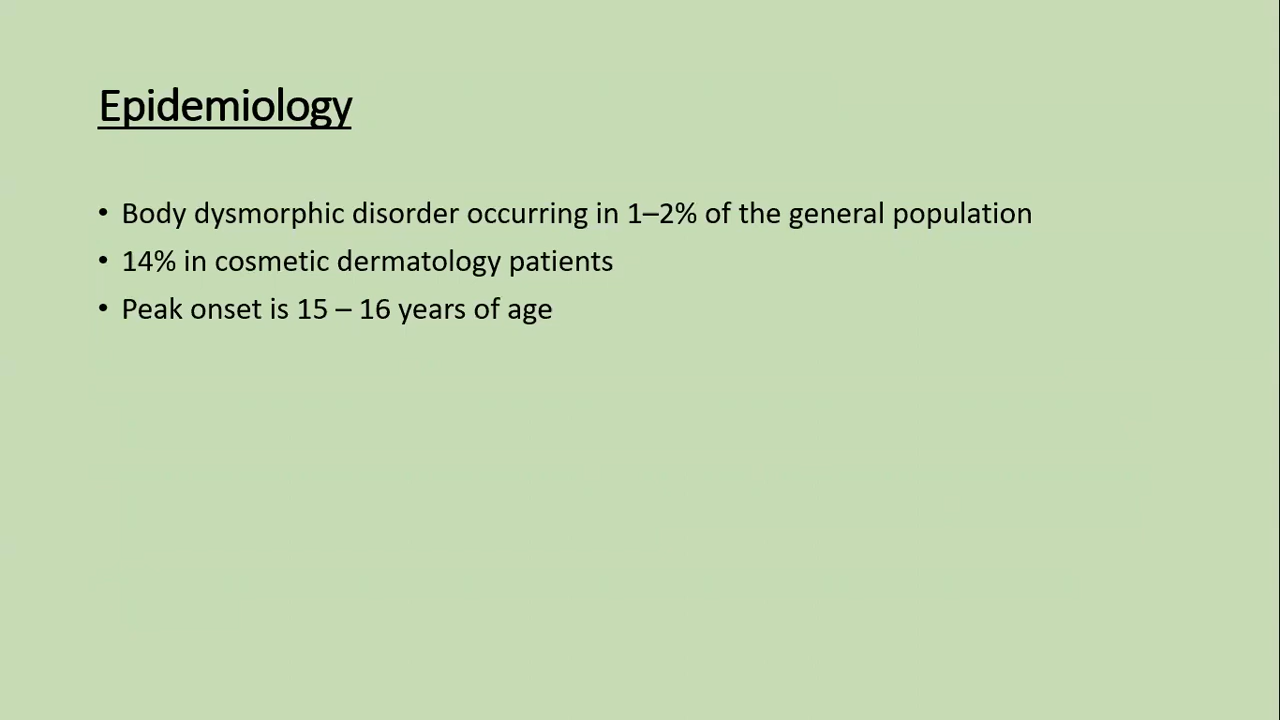 Epidemiology
• Body dysmorphic disorder occurring in 1–2% of the general population
• 14% in cosmetic dermatology patients
• Peak onset is 15 – 16 years of age